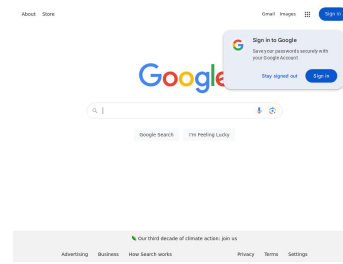 About Store Gmail Images Sign in
Sign in to Google
Save your passwords securely with
your Google Account
Stay signed out Sign in
Google
Google Search I'm Feeling Lucky
Our third decade of climate action: join us
Advertising Business How Search works Privacy Terms Settings